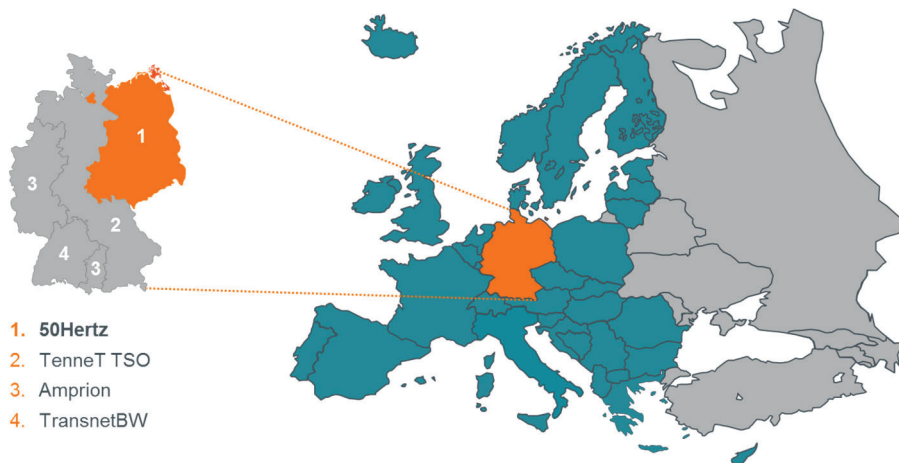 1
3
2
4
3
1. 50Hertz
2. TenneT TSO
3. Amprion
4. TransnetBW